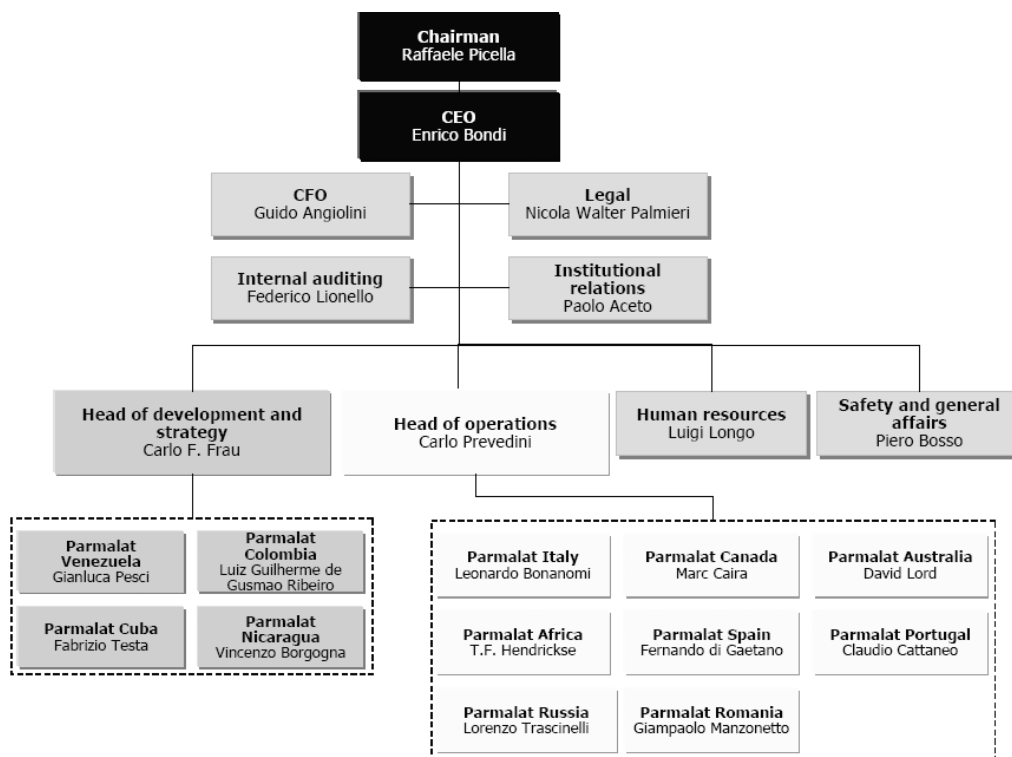 Chairman
Raffaele Picella
CEO
Enrico Bondi
CFO
Guido Angiolini
Legal
Nicola Walter Palmieri
Internal auditing
Federico Lionello
Institutional
relations
Paolo Aceto
Head of development and
strategy
Carlo F. Frau
Head of operations
Carlo Prevedini
Human resources
Luigi Longo
Safety and general
affairs
Piero Bosso
Parmalat
Venezuela
Gianluca Pesci
Parmalat
Colombia
Luiz Guilherme de
Gusmao Ribeiro
Parmalat Cuba
Fabrizio Testa
Parmalat
Nicaragua
Vincenzo Borgogna
Parmalat Italy
Leonardo Bonanomi
Parmalat Canada
Marc Caira
Parmalat Australia
David Lord
Parmalat Africa
T.F. Hendrickse
Parmalat Spain
Fernando di Gaetano
Parmalat Portugal
Claudio Cattaneo
Parmalat Russia
Lorenzo Trascinelli
Parmalat Romania
Giampaolo Manzonetto